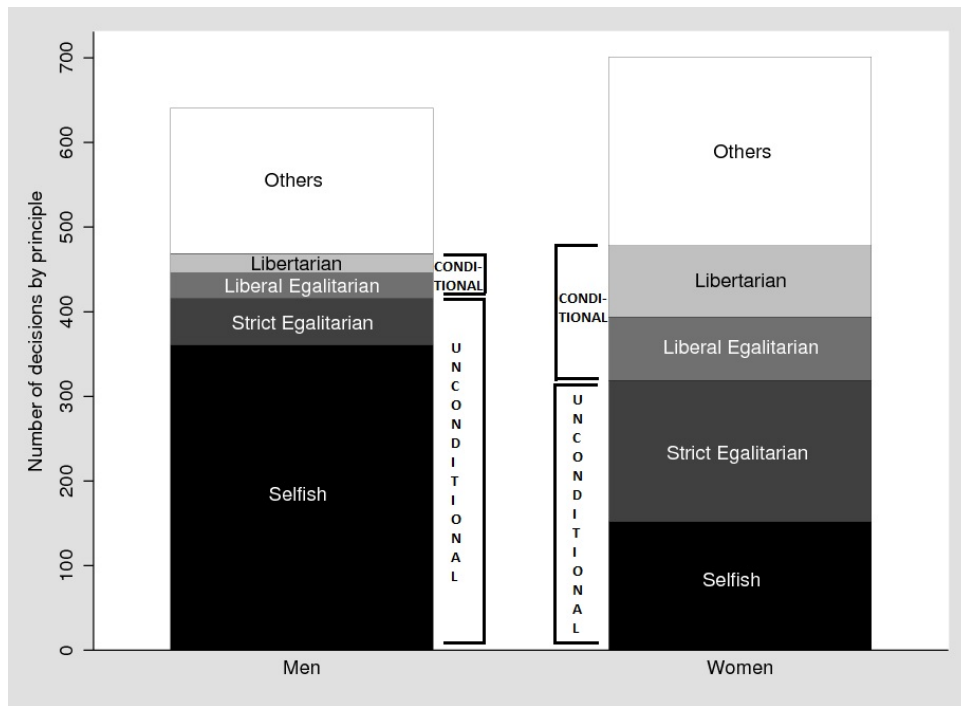 Number of decisions by principle
700
600
500
400
300
200
100
0
Others
Libertarian
Liberal Egalitarian
Strict Egalitarian
Selfish
CONDI-
TIONAL
U
N
C
O
N
D
I
T
I
O
N
A
L
CONDI-
TIONAL
U
N
C
O
N
D
I
T
I
O
N
A
L
Others
Libertarian
Liberal Egalitarian
Strict Egalitarian
Selfish
Men
Women